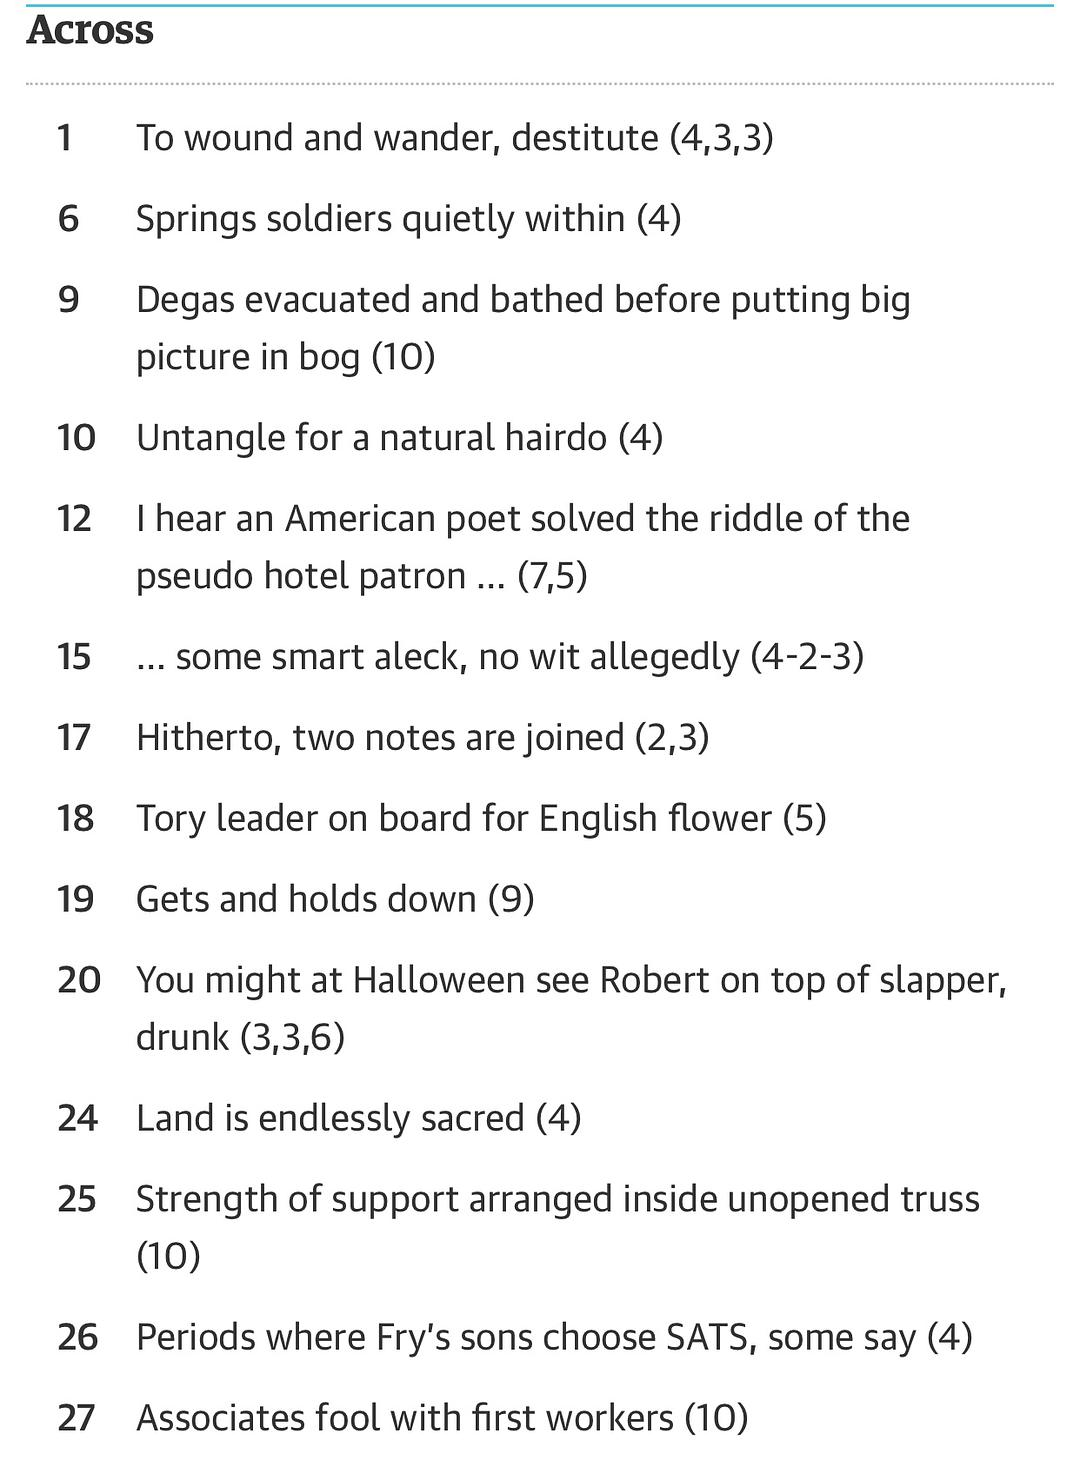 Across
1 To wound and wander, destitute (4,3,3)
6 Springs soldiers quietly within (4)
9 Degas evacuated and bathed before putting big
picture in bog (10)
10 Untangle for a natural hairdo (4)
12 I hear an American poet solved the riddle of the
pseudo hotel patron ... (7,5)
15 ... some smart aleck, no wit allegedly (4-2-3)
17 Hitherto, two notes are joined (2,3)
18 Tory leader on board for English flower (5)
19 Gets and holds down (9)
20 You might at Halloween see Robert on top of slapper,
drunk (3,3,6)
24 Land is endlessly sacred (4)
25 Strength of support arranged inside unopened truss
(10)
26 Periods where Fry’s sons choose SATS, some say (4)
27 Associates fool with first workers (10)